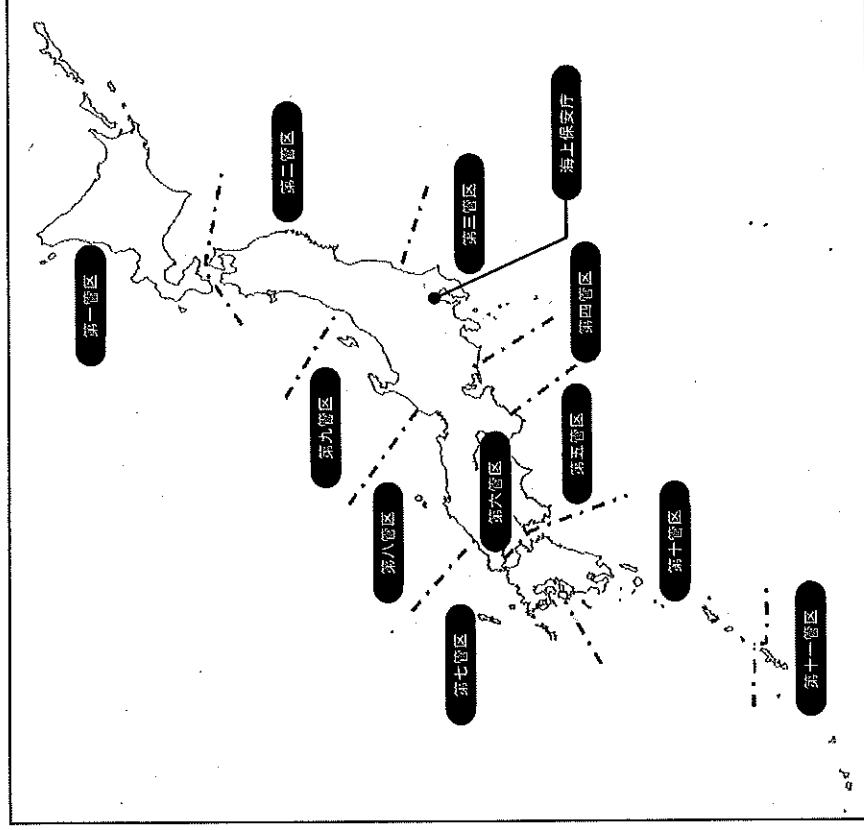 第一管区
第二管区
第三管区
海上保安庁
第四管区
第五管区
第六管区
第七管区
第八管区
第九管区
第十管区
第十一管区